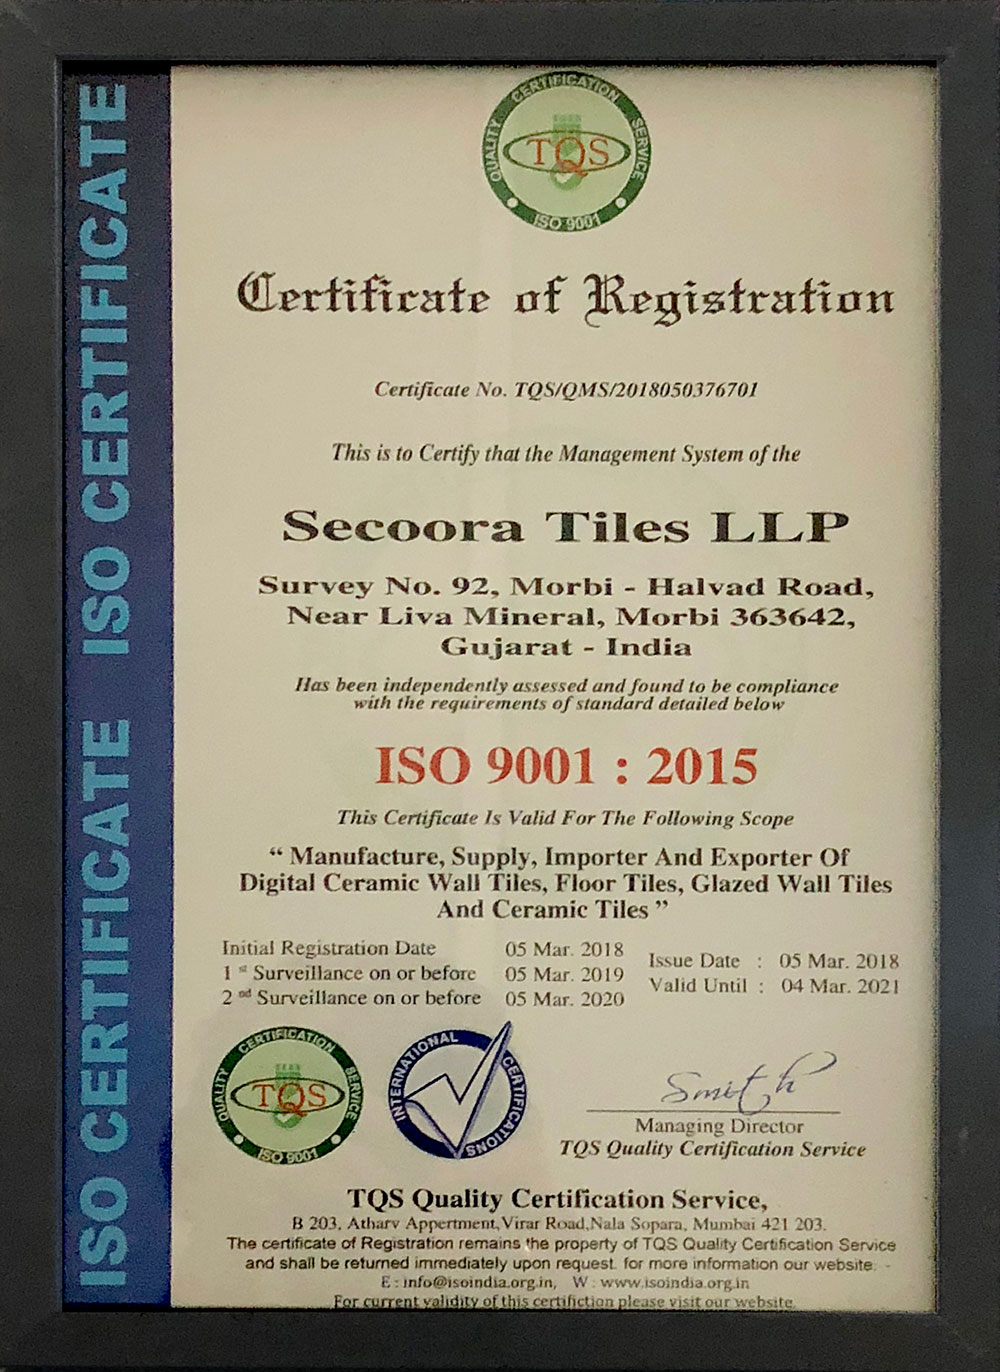 ISO CERTIFICATE ISO CERTIFICATE
QUALITY CERTIFICATION SERVICE
TQS
ISO 9001
Certificate of Registration
Certificate No. TQS/QMS/2018050376701
This is to Certify that the Management System of the
Secoora Tiles LLP
Survey No. 92, Morbi - Halvad Road,
Near Liva Mineral, Morbi 363642,
Gujarat - India
Has been independently assessed and found to be compliance
with the requirements of standard detailed below
ISO 9001 : 2015
This Certificate Is Valid For The Following Scope
“ Manufacture, Supply, Importer And Exporter Of
Digital Ceramic Wall Tiles, Floor Tiles, Glazed Wall Tiles
And Ceramic Tiles ”
Initial Registration Date 05 Mar. 2018
1 st Surveillance on or before 05 Mar. 2019
2 nd Surveillance on or before 05 Mar. 2020
Issue Date : 05 Mar. 2018
Valid Until : 04 Mar. 2021
QUALITY CERTIFICATION SERVICE
TQS
ISO 9001
INTERNATIONAL CERTIFICATIONS
Smith
Managing Director
TQS Quality Certification Service
TQS Quality Certification Service,
B 203, Atharv Appertment,Virar Road,Nala Sopara, Mumbai 421 203.
The certificate of Registration remains the property of TQS Quality Certification Service
and shall be returned immediately upon request. for more information our website. -
E : info@isoindia.org.in, W : www.isoindia.org.in
For current validity of this certifiction please visit our website.